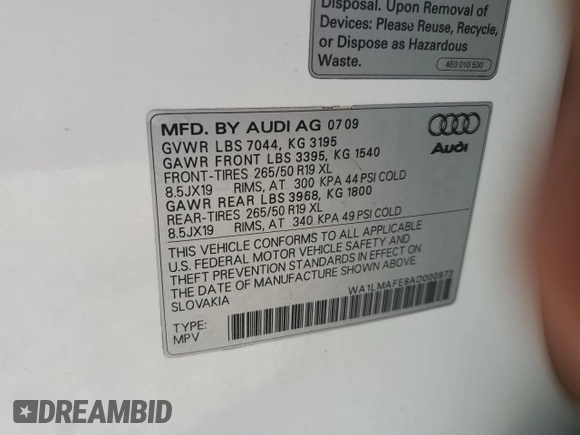 Disposal. Upon Removal of
Devices: Please Reuse, Recycle,
or Dispose as Hazardous
Waste.
4E0 010 530
MFD. BY AUDI AG 07 09
GVWR LBS 7044, KG 3195
GAWR FRONT LBS 3395, KG 1540
FRONT-TIRES 265/50 R19 XL
8.5JX19 RIMS, AT 300 KPA 44 PSI COLD
GAWR REAR LBS 3968, KG 1800
REAR-TIRES 265/50 R19 XL
8.5JX19 RIMS, AT 340 KPA 49 PSI COLD
Audi
THIS VEHICLE CONFORMS TO ALL APPLICABLE
U.S. FEDERAL MOTOR VEHICLE SAFETY AND
THEFT PREVENTION STANDARDS IN EFFECT ON
THE DATE OF MANUFACTURE SHOWN ABOVE.
SLOVAKIA
WA1LMAFE8AD000973
TYPE:
MPV
DREAMBID